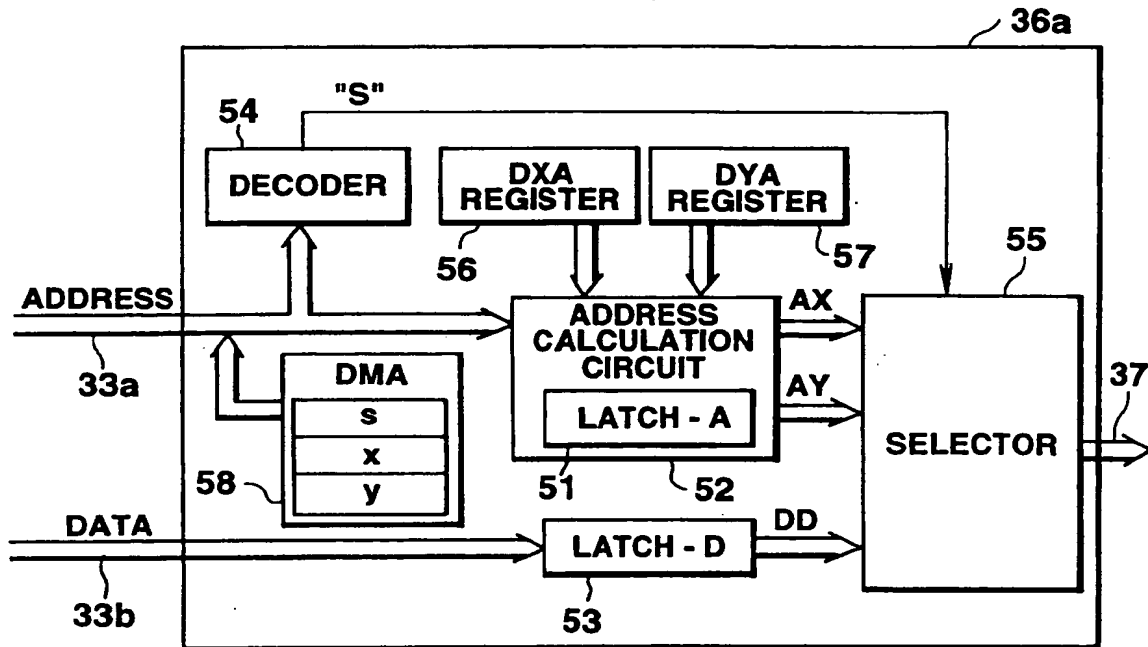 36a
"S"
54
DECODER
DXA
REGISTER
DYA
REGISTER
56
57
55
ADDRESS
33a
ADDRESS
CALCULATION
CIRCUIT
AX
AY
DMA
s
x
y
58
LATCH - A
51
52
SELECTOR
37
DATA
33b
LATCH - D
DD
53